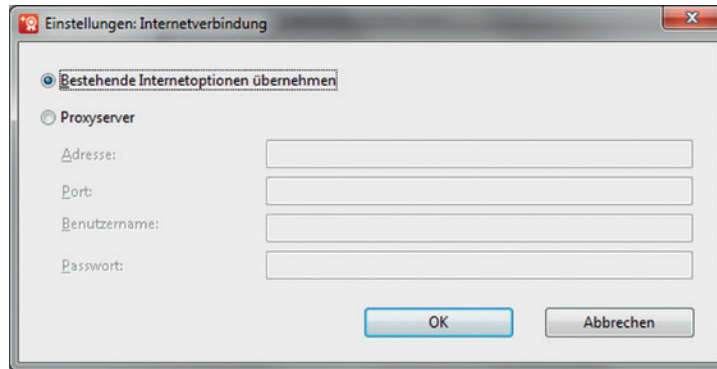 Einstellungen: Internetverbindung
Bestehende Internetoptionen übernehmen
Proxyserver
Adresse:
Port:
Benutzername:
Passwort:
OK
Abbrechen